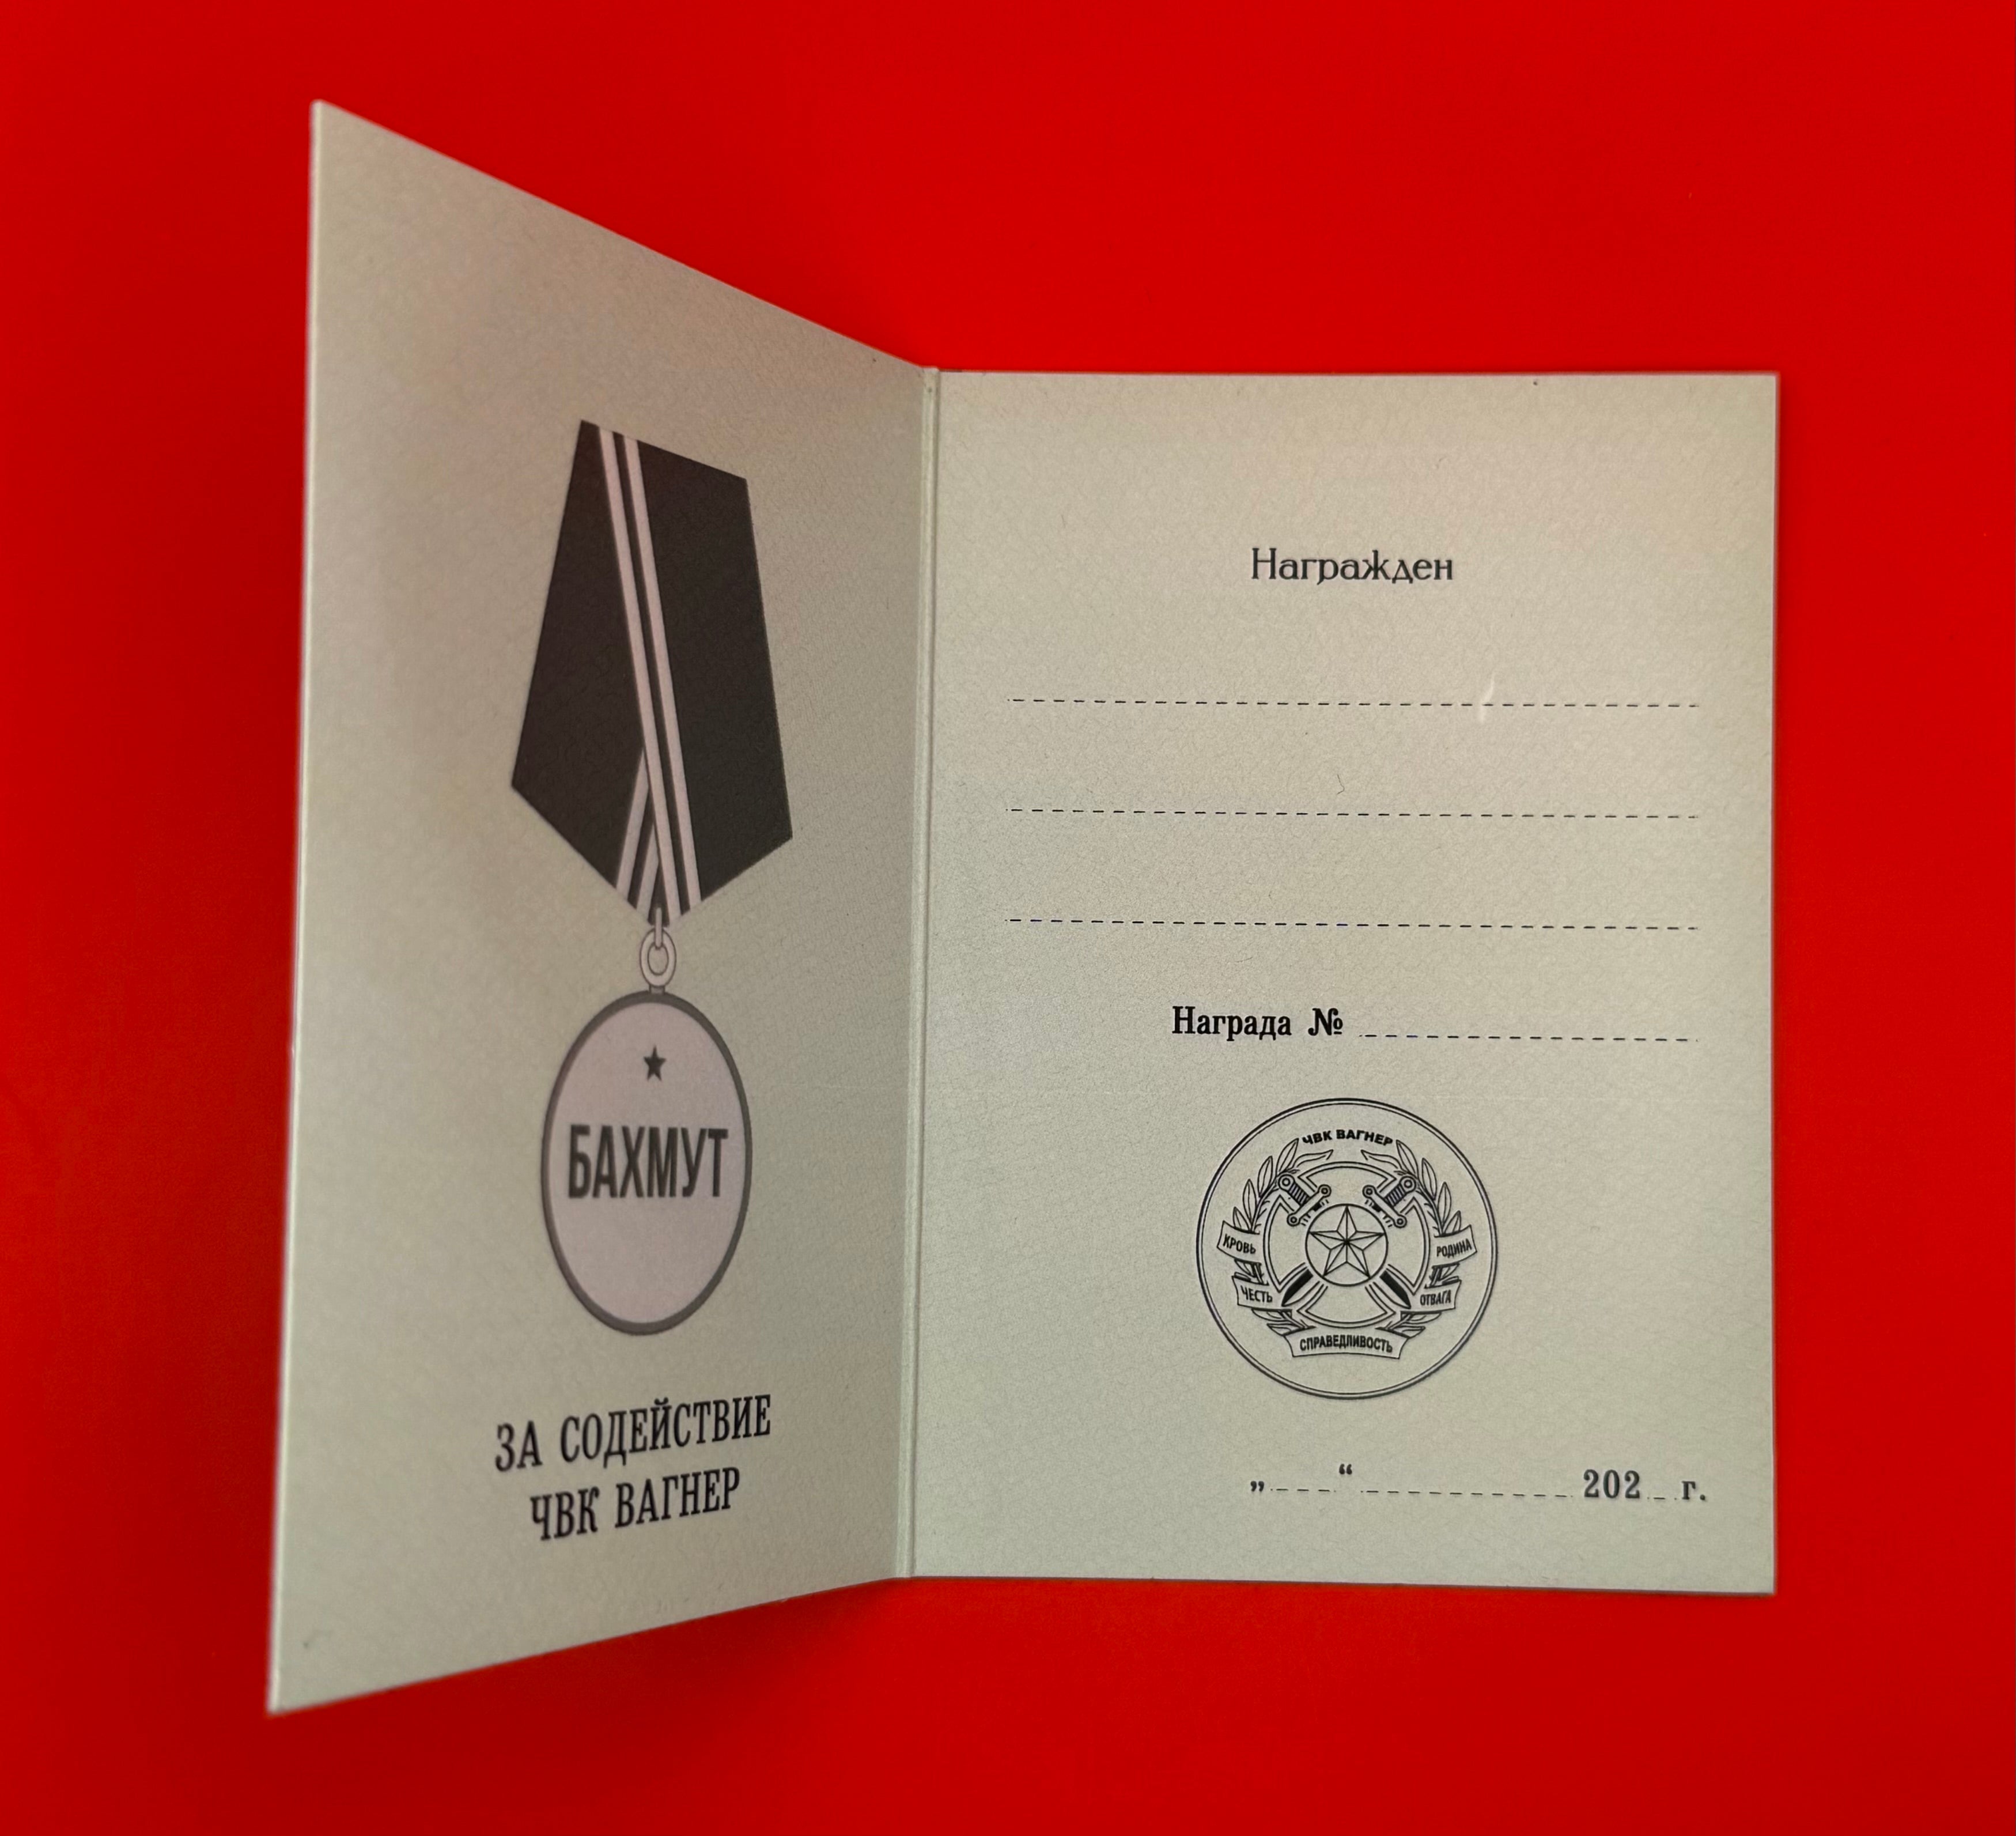 БАХМУТ
ЗА СОДЕЙСТВИЕ
ЧВК ВАГНЕР
Награжден
Награда №
ЧВК ВАГНЕР
КРОВЬ
РОДИНА
ЧЕСТЬ
ОТВАГА
СПРАВЕДЛИВОСТЬ
„ “ 202 г.